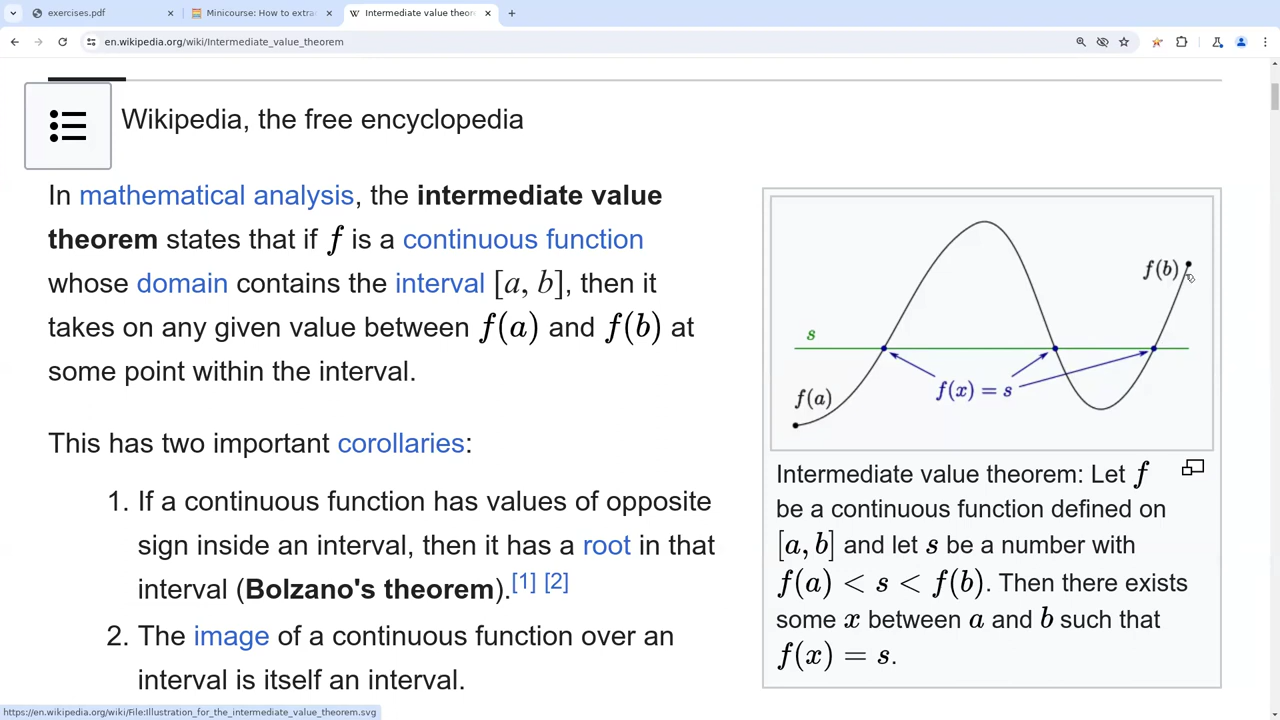 exercises.pdf
Minicourse: How to extra
Intermediate value theor
en.wikipedia.org/wiki/Intermediate_value_theorem
Wikipedia, the free encyclopedia
In mathematical analysis, the intermediate value
theorem states that if f is a continuous function
whose domain contains the interval [a, b], then it
takes on any given value between f(a) and f(b) at
some point within the interval.
This has two important corollaries:
1. If a continuous function has values of opposite
sign inside an interval, then it has a root in that
interval (Bolzano's theorem).[1] [2]
2. The image of a continuous function over an
interval is itself an interval.
f(b)
s
f(x) = s
f(a)
Intermediate value theorem: Let f
be a continuous function defined on
[a, b] and let s be a number with
f(a) < s < f(b). Then there exists
some x between a and b such that
f(x) = s.
https://en.wikipedia.org/wiki/File:Illustration_for_the_intermediate_value_theorem.svg